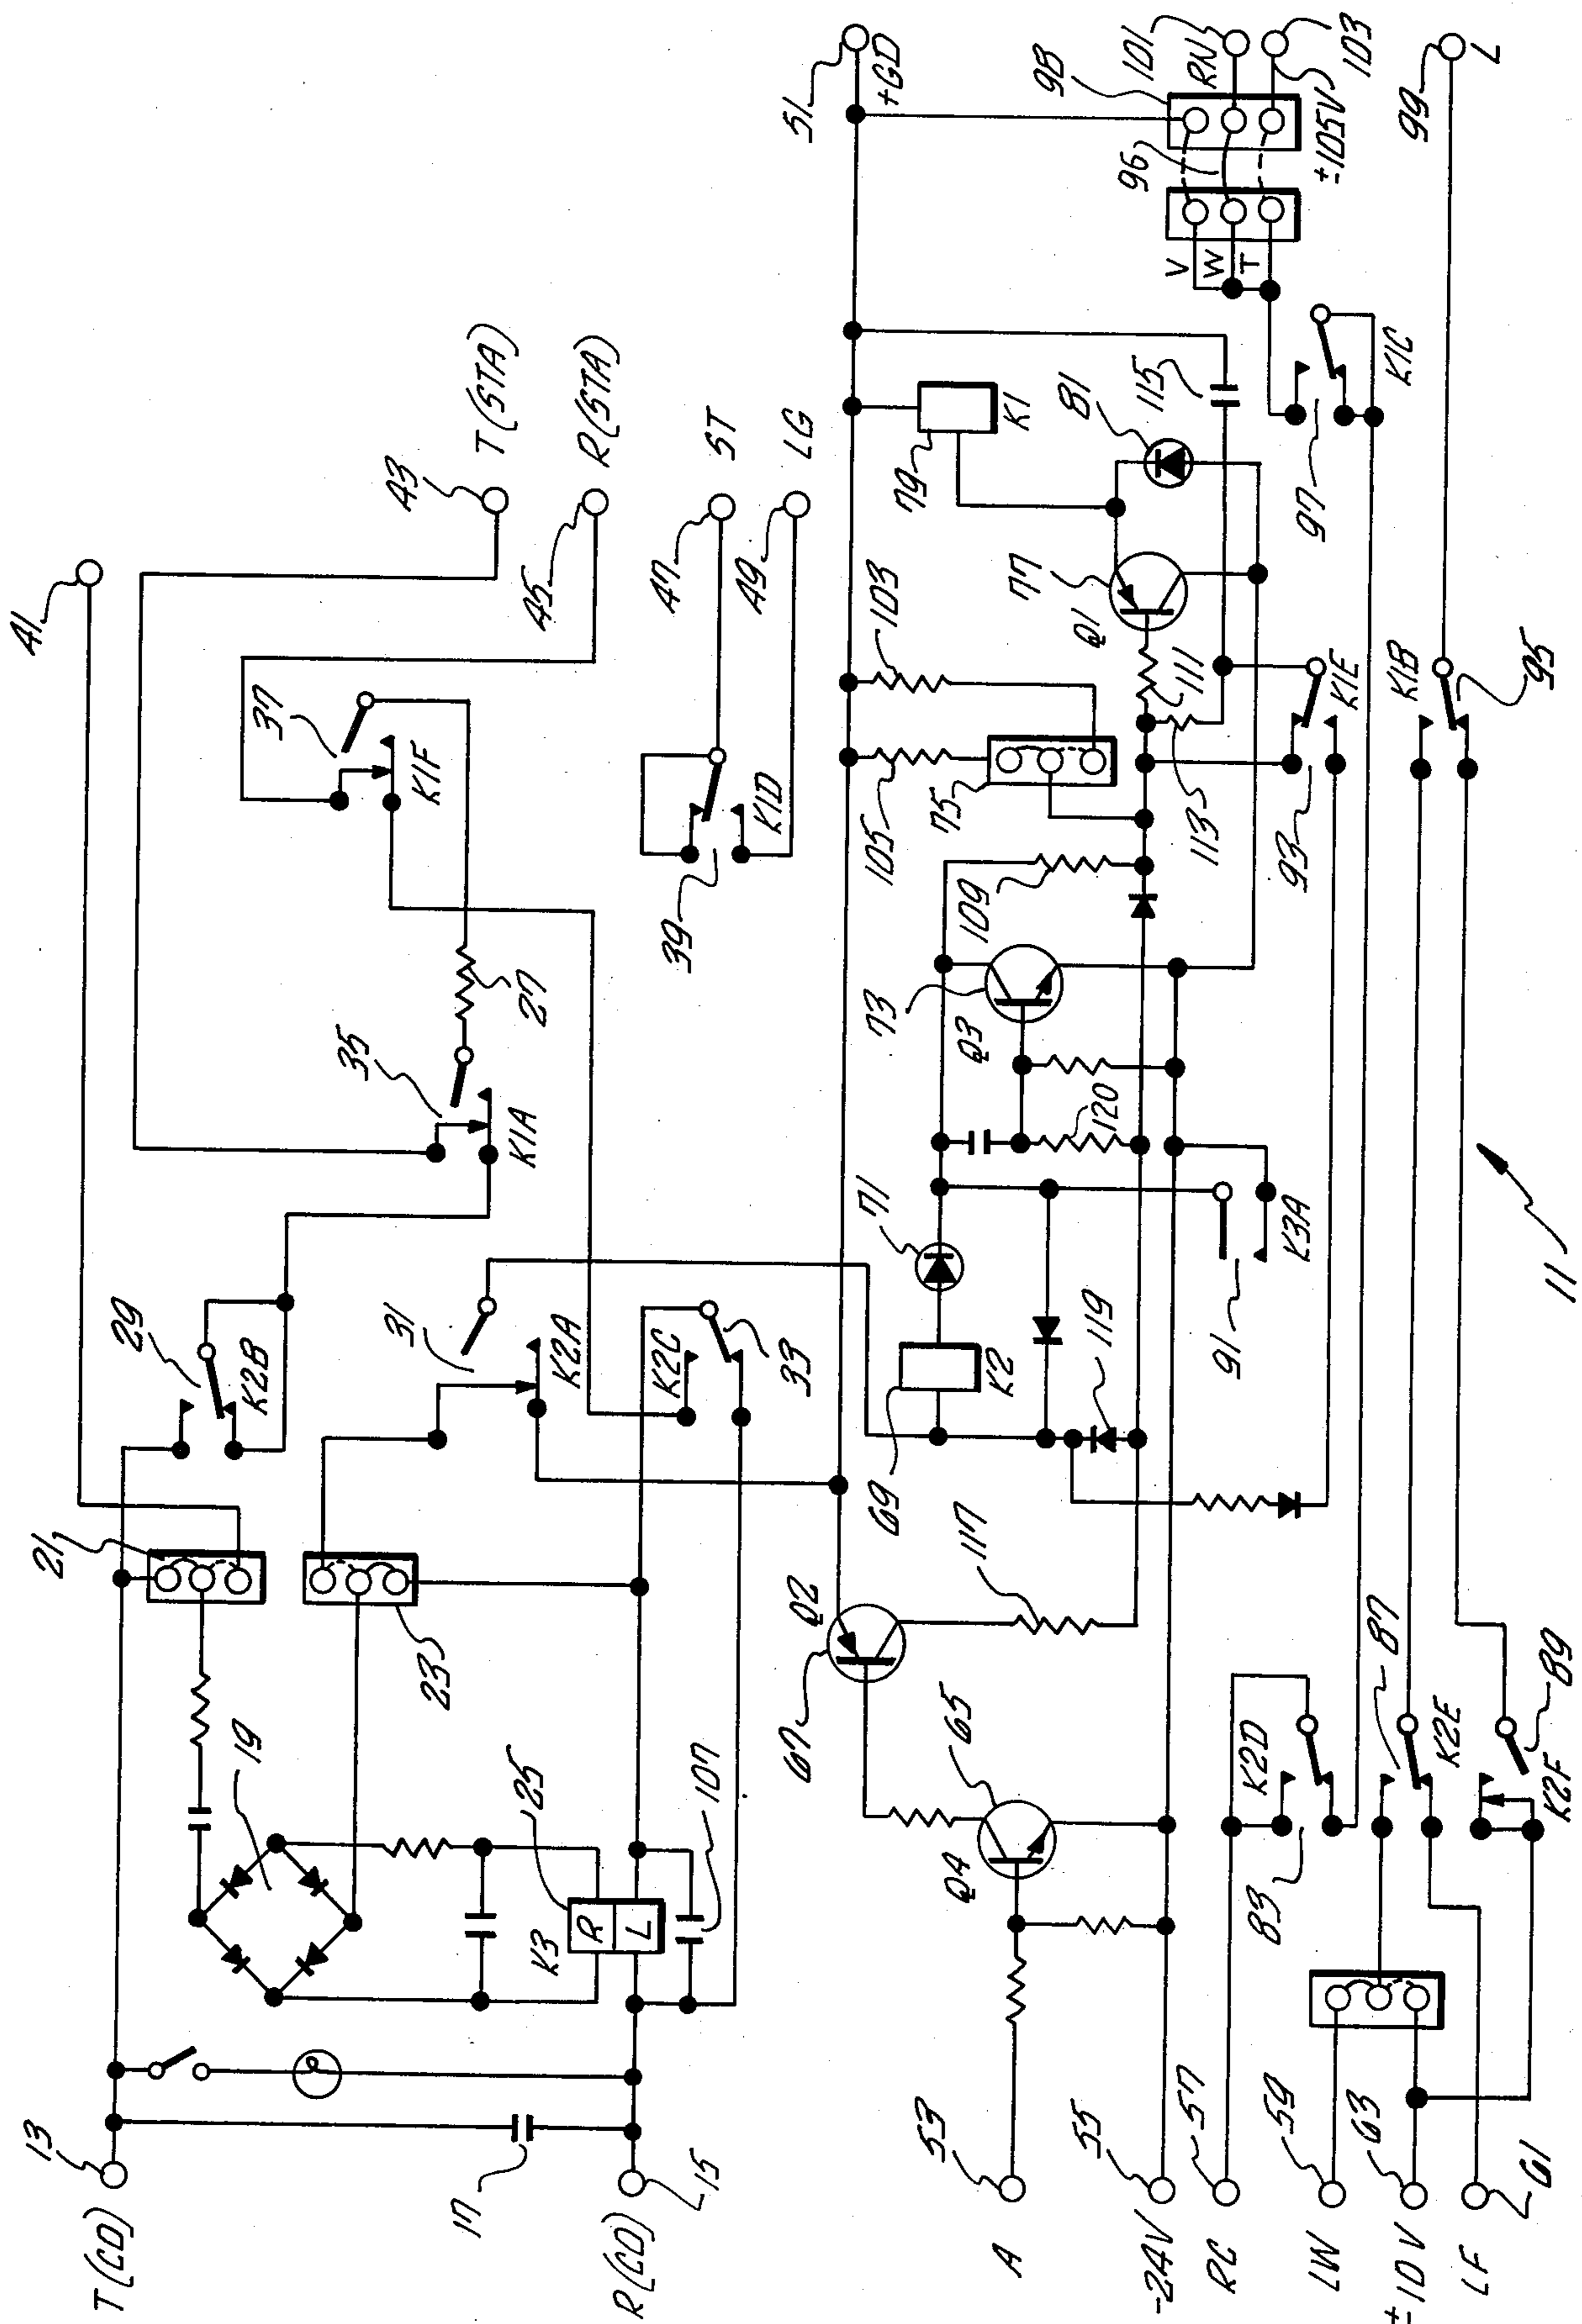 T (CO)
13
17
R (CO)
15
19
21
23
K3
R
L
25
107
29
K2B
31
K2A
K2C
33
35
K1A
27
37
K1F
39
K1D
41
43
T (STA)
45
R (STA)
47
ST
49
LG
A
53
-24V
55
RC
57
LW
59
±10V
63
LF
61
Q4
65
67
Q2
117
69
K2
71
119
91
K3A
120
Q3
73
109
105
75
103
113
111
Q1
77
79
K1
81
115
51
+GD
93
K1E
97
K1C
V
W
T
96
98
101
RN
±105V
103
83
K2D
87
K2E
K2F
89
K1B
95
99
L
11